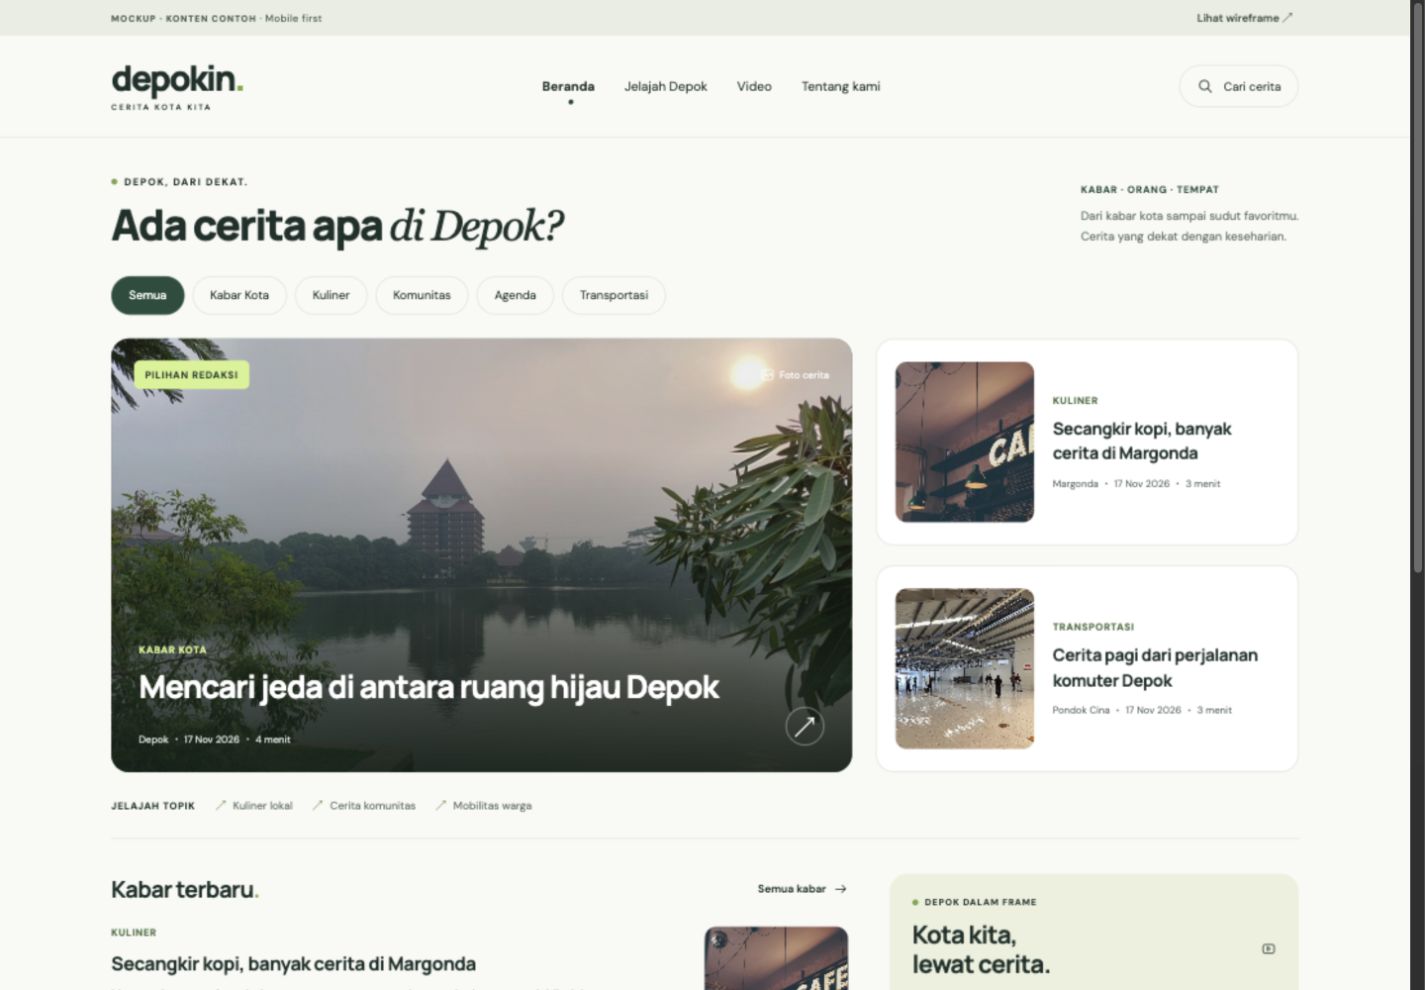 MOCKUP · KONTEN CONTOH · Mobile first
Lihat wireframe
depokin.
CERITA KOTA KITA
Beranda
Jelajah Depok
Video
Tentang kami
Cari cerita
DEPOK, DARI DEKAT.
Ada cerita apa di Depok?
KABAR · ORANG · TEMPAT
Dari kabar kota sampai sudut favoritmu.
Cerita yang dekat dengan keseharian.
Semua
Kabar Kota
Kuliner
Komunitas
Agenda
Transportasi
PILIHAN REDAKSI
Foto cerita
KABAR KOTA
Mencari jeda di antara ruang hijau Depok
Depok • 17 Nov 2026 • 4 menit
KULINER
Secangkir kopi, banyak
cerita di Margonda
Margonda • 17 Nov 2026 • 3 menit
TRANSPORTASI
Cerita pagi dari perjalanan
komuter Depok
Pondok Cina • 17 Nov 2026 • 3 menit
JELAJAH TOPIK
Kuliner lokal
Cerita komunitas
Mobilitas warga
Kabar terbaru.
Semua kabar
KULINER
Secangkir kopi, banyak cerita di Margonda
CAFE
DEPOK DALAM FRAME
Kota kita,
lewat cerita.